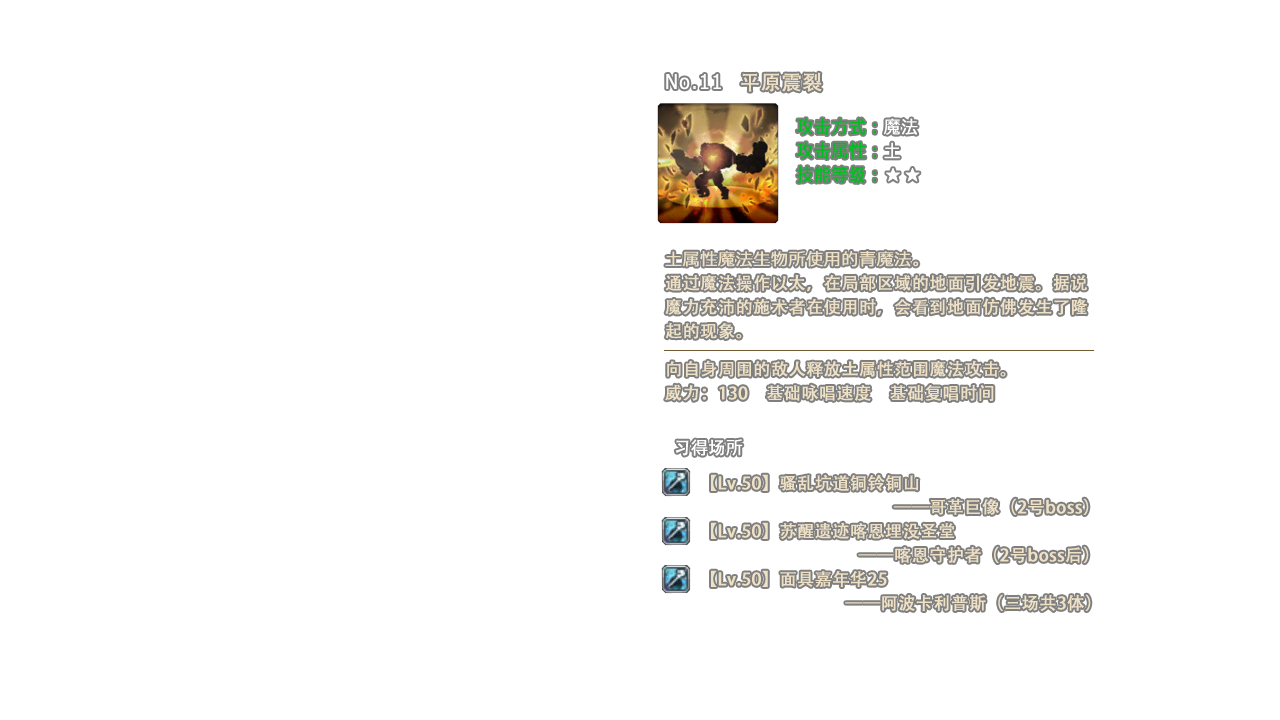 No.11 平原震裂
攻击方式：魔法
攻击属性：土
技能等级：★★
土属性魔法生物所使用的青魔法。
通过魔法操作以太，在局部区域的地面引发地震。据说
魔力充沛的施术者在使用时，会看到地面仿佛发生了隆
起的现象。
向自身周围的敌人释放土属性范围魔法攻击。
威力：130 基础咏唱速度 基础复唱时间
习得场所
【Lv.50】骚乱坑道铜铃铜山
——哥革巨像（2号boss）
【Lv.50】苏醒遗迹喀恩埋没圣堂
——喀恩守护者（2号boss后）
【Lv.50】面具嘉年华25
——阿波卡利普斯（三场共3体）